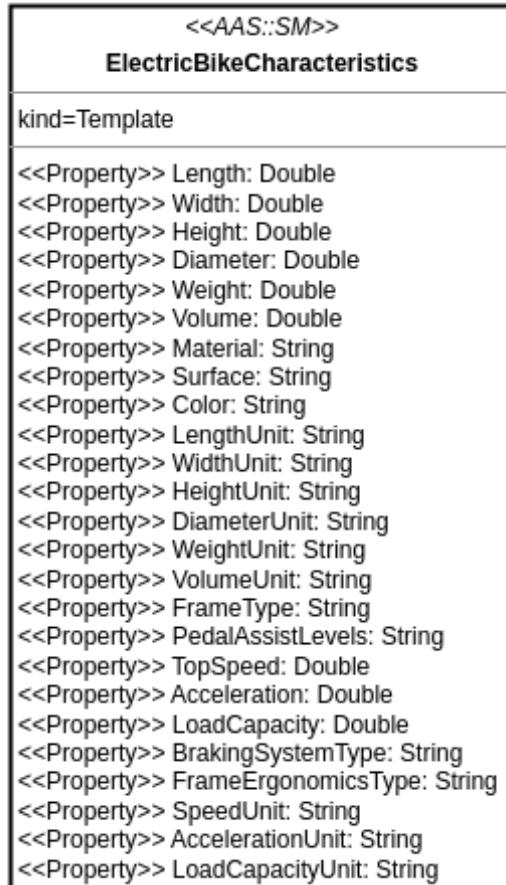 <<AAS::SM>>
ElectricBikeCharacteristics
kind=Template
<<Property>> Length: Double
<<Property>> Width: Double
<<Property>> Height: Double
<<Property>> Diameter: Double
<<Property>> Weight: Double
<<Property>> Volume: Double
<<Property>> Material: String
<<Property>> Surface: String
<<Property>> Color: String
<<Property>> LengthUnit: String
<<Property>> WidthUnit: String
<<Property>> HeightUnit: String
<<Property>> DiameterUnit: String
<<Property>> WeightUnit: String
<<Property>> VolumeUnit: String
<<Property>> FrameType: String
<<Property>> PedalAssistLevels: String
<<Property>> TopSpeed: Double
<<Property>> Acceleration: Double
<<Property>> LoadCapacity: Double
<<Property>> BrakingSystemType: String
<<Property>> FrameErgonomicsType: String
<<Property>> SpeedUnit: String
<<Property>> AccelerationUnit: String
<<Property>> LoadCapacityUnit: String